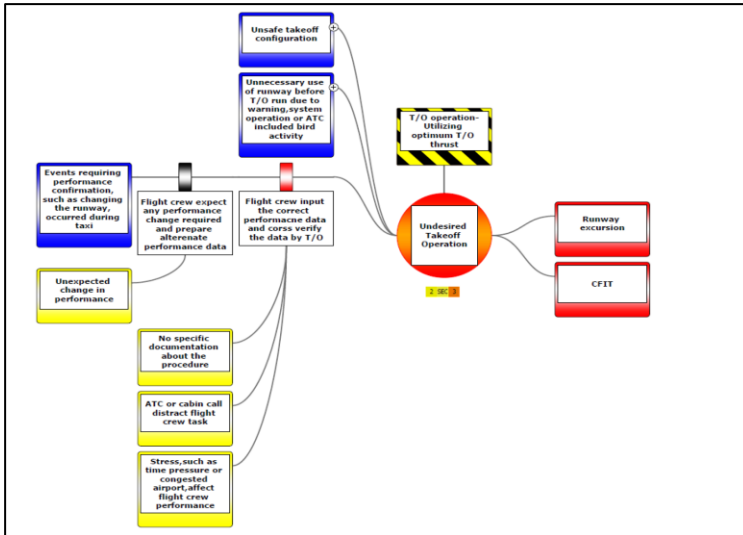 Unsafe takeoff
configuration
Unnecessary use
of runway before
T/O run due to
warning,system
operation or ATC
included bird
activity
T/O operation-
Utilizing
optimum T/O
thrust
Events requiring
performance
confirmation,
such as changing
the runway,
occurred during
taxi
Flight crew expect
any performance
change required
and prepare
alterenate
performance data
Flight crew input
the correct
performacne data
and corss verify
the data by T/O
Undesired
Takeoff
Operation
Runway
excursion
CFIT
2 SEC 3
Unexpected
change in
performance
No specific
documentation
about the
procedure
ATC or cabin call
distract flight
crew task
Stress,such as
time pressure or
congested
airport,affect
flight crew
performance